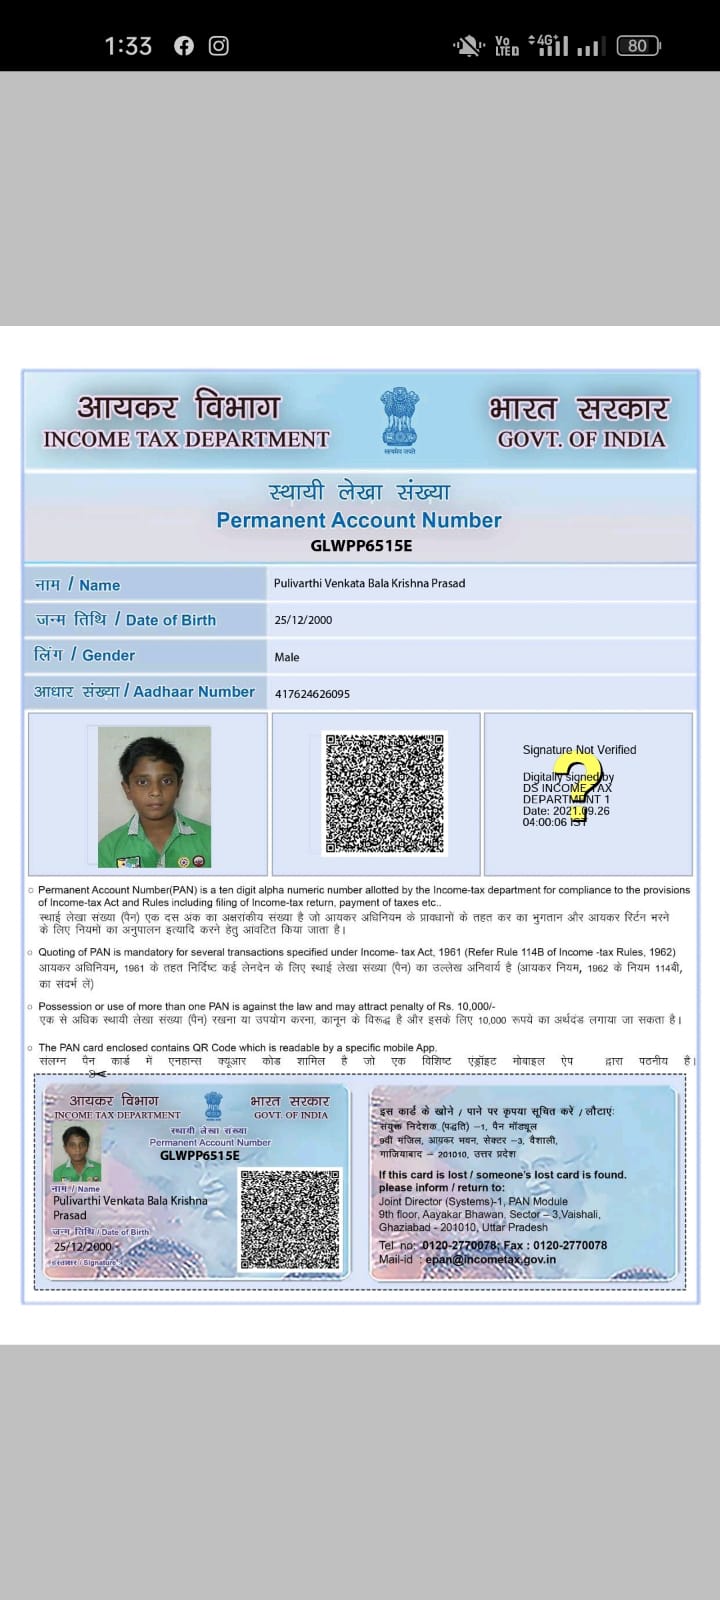 1:33
Vo
LTED
4G+
80
आयकर विभाग
INCOME TAX DEPARTMENT
सत्यमेव जयते
भारत सरकार
GOVT. OF INDIA
स्थायी लेखा संख्या
Permanent Account Number
GLWPP6515E
नाम / Name
Pulivarthi Venkata Bala Krishna Prasad
जन्म तिथि / Date of Birth
25/12/2000
लिंग / Gender
Male
आधार संख्या / Aadhaar Number
417624626095
Signature Not Verified
Digitally signed by
DS INCOME TAX
DEPARTMENT 1
Date: 2021.09.26
04:00:06 IST
?
○ Permanent Account Number(PAN) is a ten digit alpha numeric number allotted by the Income-tax department for compliance to the provisions
of Income-tax Act and Rules including filing of Income-tax return, payment of taxes etc..
स्थाई लेखा संख्या (पैन) एक दस अंक का अक्षरांकीय संख्या है जो आयकर अधिनियम के प्रावधानों के तहत कर का भुगतान और आयकर रिर्टन भरने
के लिए नियमों का अनुपालन इत्यादि करने हेतु आवंटित किया जाता है।
○ Quoting of PAN is mandatory for several transactions specified under Income- tax Act, 1961 (Refer Rule 114B of Income -tax Rules, 1962)
आयकर अधिनियम, 1961 के तहत निर्दिष्ट कई लेनदेन के लिए स्थाई लेखा संख्या (पैन) का उल्लेख अनिवार्य है (आयकर नियम, 1962 के नियम 114बी,
का संदर्भ लें)
○ Possession or use of more than one PAN is against the law and may attract penalty of Rs. 10,000/-
एक से अधिक स्थायी लेखा संख्या (पैन) रखना या उपयोग करना, कानून के विरूद्ध है और इसके लिए 10,000 रूपये का अर्थदंड लगाया जा सकता है।
○ The PAN card enclosed contains QR Code which is readable by a specific mobile App.
संलग्न पैन कार्ड में एनहान्स क्यूआर कोड शामिल है जो एक विशिष्ट एंड्रॉइट मोबाइल ऐप द्वारा पठनीय है।
आयकर विभाग
INCOME TAX DEPARTMENT
भारत सरकार
GOVT. OF INDIA
स्थायी लेखा संख्या
Permanent Account Number
GLWPP6515E
नाम / Name
Pulivarthi Venkata Bala Krishna
Prasad
जन्म तिथि / Date of Birth
25/12/2000
हस्ताक्षर / Signature
इस कार्ड के खोने / पाने पर कृपया सूचित करें / लौटाएं:
संयुक्त निदेशक (पद्धति) –1, पैन मॉड्यूल
9वीं मंजिल, आयकर भवन, सेक्टर –3, वैशाली,
गाजियाबाद – 201010, उत्तर प्रदेश
If this card is lost / someone's lost card is found.
please inform / return to:
Joint Director (Systems)-1, PAN Module
9th floor, Aayakar Bhawan, Sector – 3,Vaishali,
Ghaziabad - 201010, Uttar Pradesh
Tel no: 0120-2770078; Fax : 0120-2770078
Mail-id : epan@incometax.gov.in